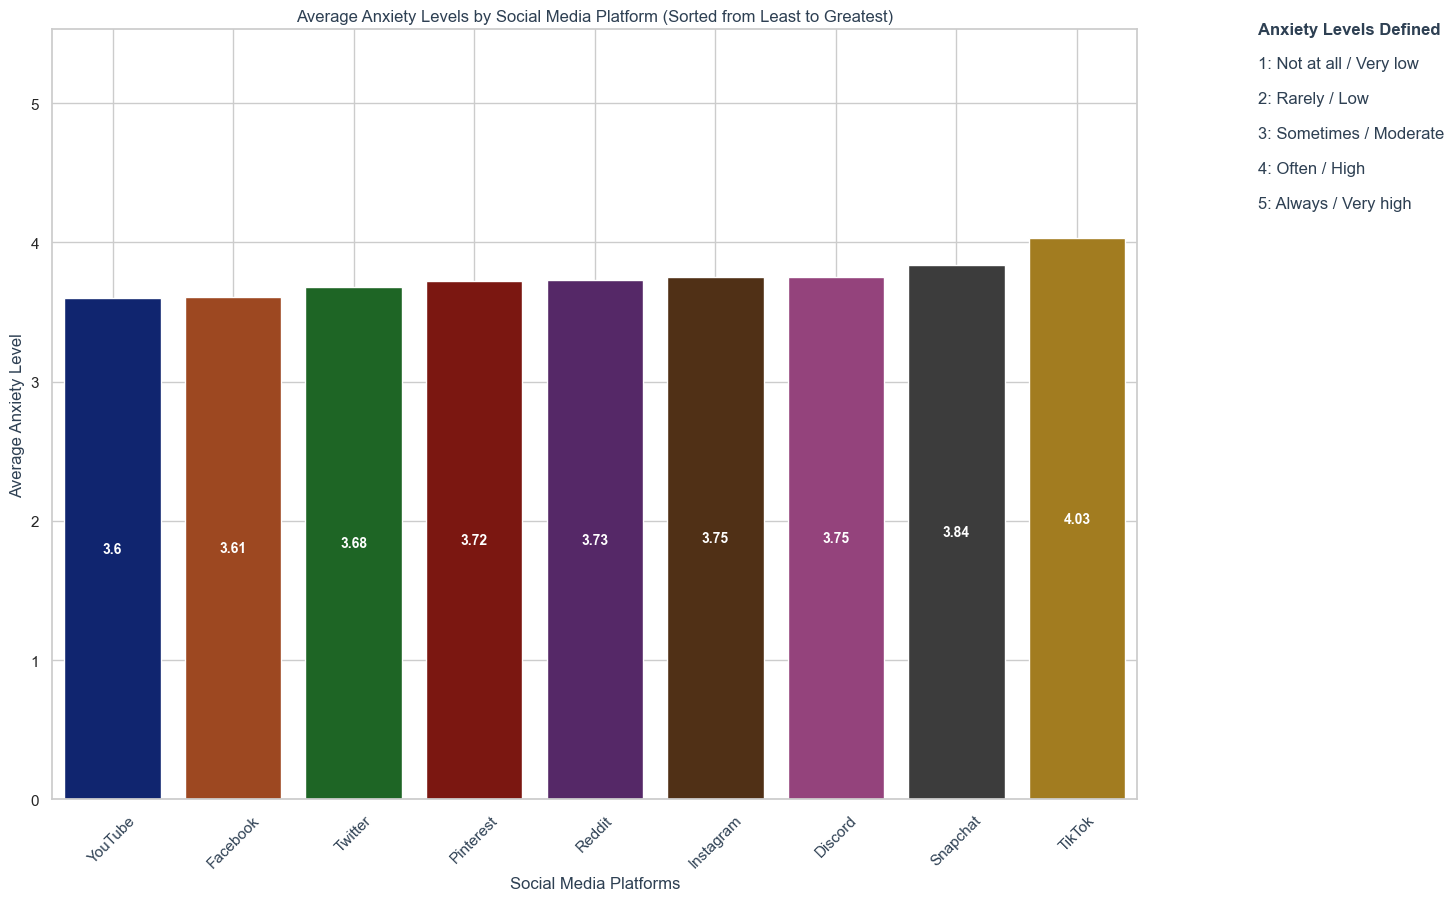 Average Anxiety Levels by Social Media Platform (Sorted from Least to Greatest)
Anxiety Levels Defined
1: Not at all / Very low
2: Rarely / Low
3: Sometimes / Moderate
4: Often / High
5: Always / Very high
Average Anxiety Level
5
4
3
2
1
0
3.6
3.61
3.68
3.72
3.73
3.75
3.75
3.84
4.03
YouTube
Facebook
Twitter
Pinterest
Reddit
Instagram
Discord
Snapchat
TikTok
Social Media Platforms